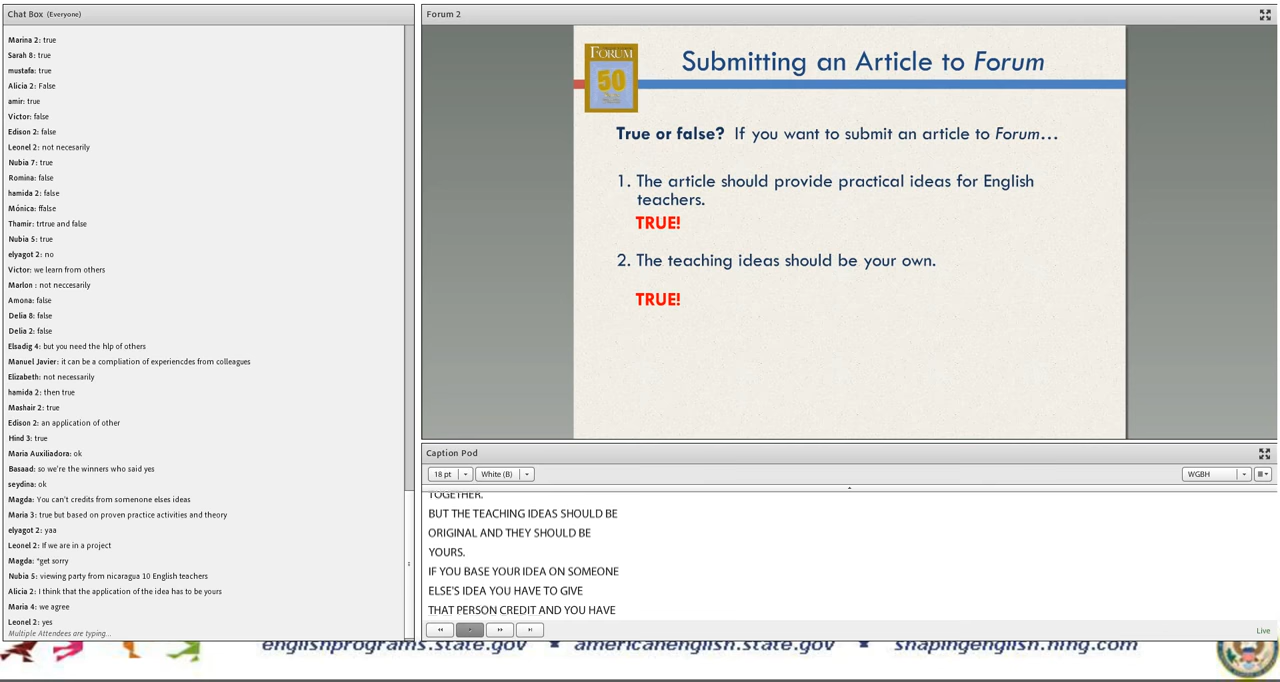 Chat Box (Everyone)
Marina 2: true
Sarah 8: true
mustafa: true
Alicia 2: False
amir: true
Victor: false
Edison 2: false
Leonel 2: not necesarily
Nubia 7: true
Romina: false
hamida 2: false
Mónica: ffalse
Thamir: trtrue and false
Nubia 5: true
elyagot 2: no
Victor: we learn from others
Marlon : not neccesarily
Amona: false
Delia 8: false
Delia 2: false
Elsadig 4: but you need the hlp of others
Manuel Javier: it can be a compliation of experiencdes from colleagues
Elizabeth: not necessarily
hamida 2: then true
Mashair 2: true
Edison 2: an application of other
Hind 3: true
Maria Auxiliadora: ok
Basaad: so we're the winners who said yes
seydina: ok
Magda: You can't credits from somenone elses ideas
Maria 3: true but based on proven practice activities and theory
elyagot 2: yaa
Leonel 2: If we are in a project
Magda: *get sorry
Nubia 5: viewing party from nicaragua 10 English teachers
Alicia 2: I think that the application of the idea has to be yours
Maria 4: we agree
Leonel 2: yes
Multiple Attendees are typing...
Forum 2
FORUM
50
Submitting an Article to Forum
True or false? If you want to submit an article to Forum...
1. The article should provide practical ideas for English
teachers.
TRUE!
2. The teaching ideas should be your own.
TRUE!
Caption Pod
18 pt
White (B)
WGBH
TOGETHER.
BUT THE TEACHING IDEAS SHOULD BE
ORIGINAL AND THEY SHOULD BE
YOURS.
IF YOU BASE YOUR IDEA ON SOMEONE
ELSE'S IDEA YOU HAVE TO GIVE
THAT PERSON CREDIT AND YOU HAVE
Live
englishprograms.state.gov americanenglish.state.gov shapingenglish.ning.com